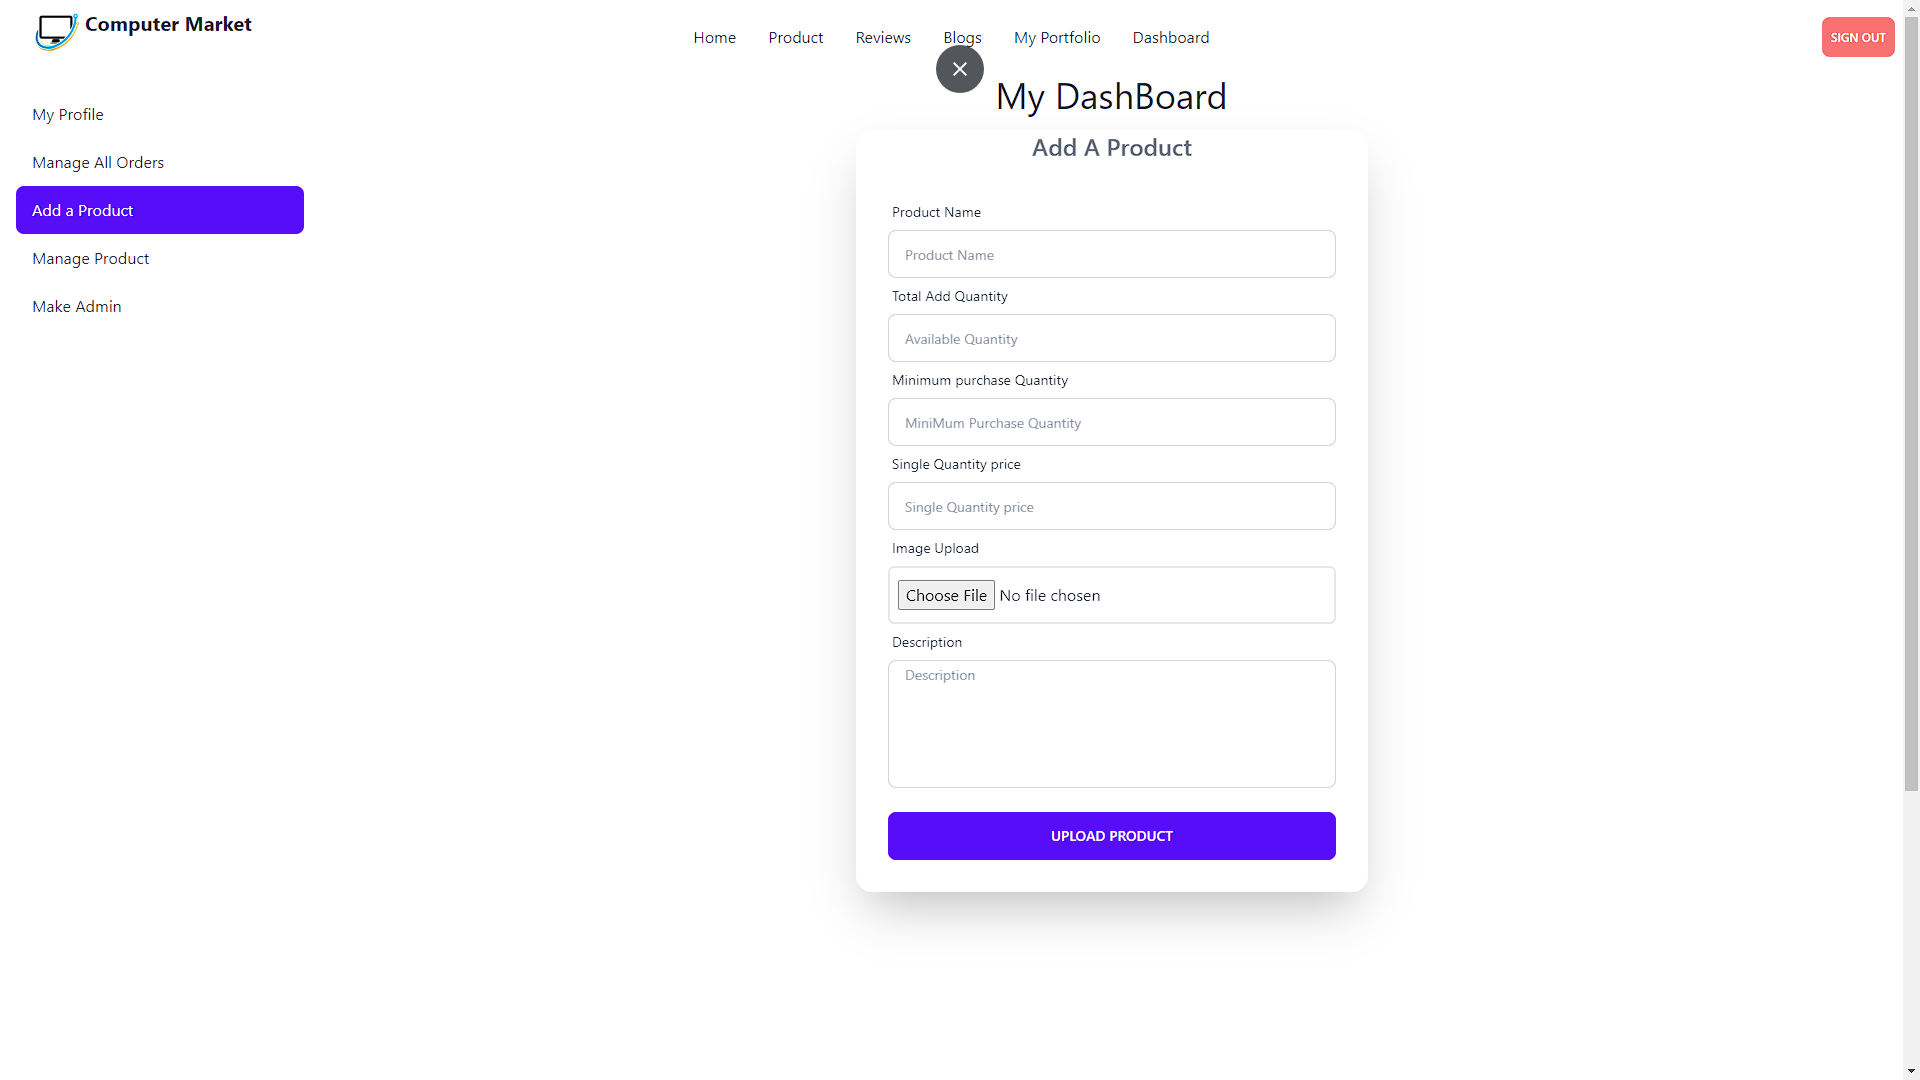 Computer Market
Home
Product
Reviews
Blogs
My Portfolio
Dashboard
SIGN OUT
My Profile
Manage All Orders
Add a Product
Manage Product
Make Admin
My DashBoard
Add A Product
Product Name
Product Name
Total Add Quantity
Available Quantity
Minimum purchase Quantity
MiniMum Purchase Quantity
Single Quantity price
Single Quantity price
Image Upload
Choose File No file chosen
Description
Description
UPLOAD PRODUCT